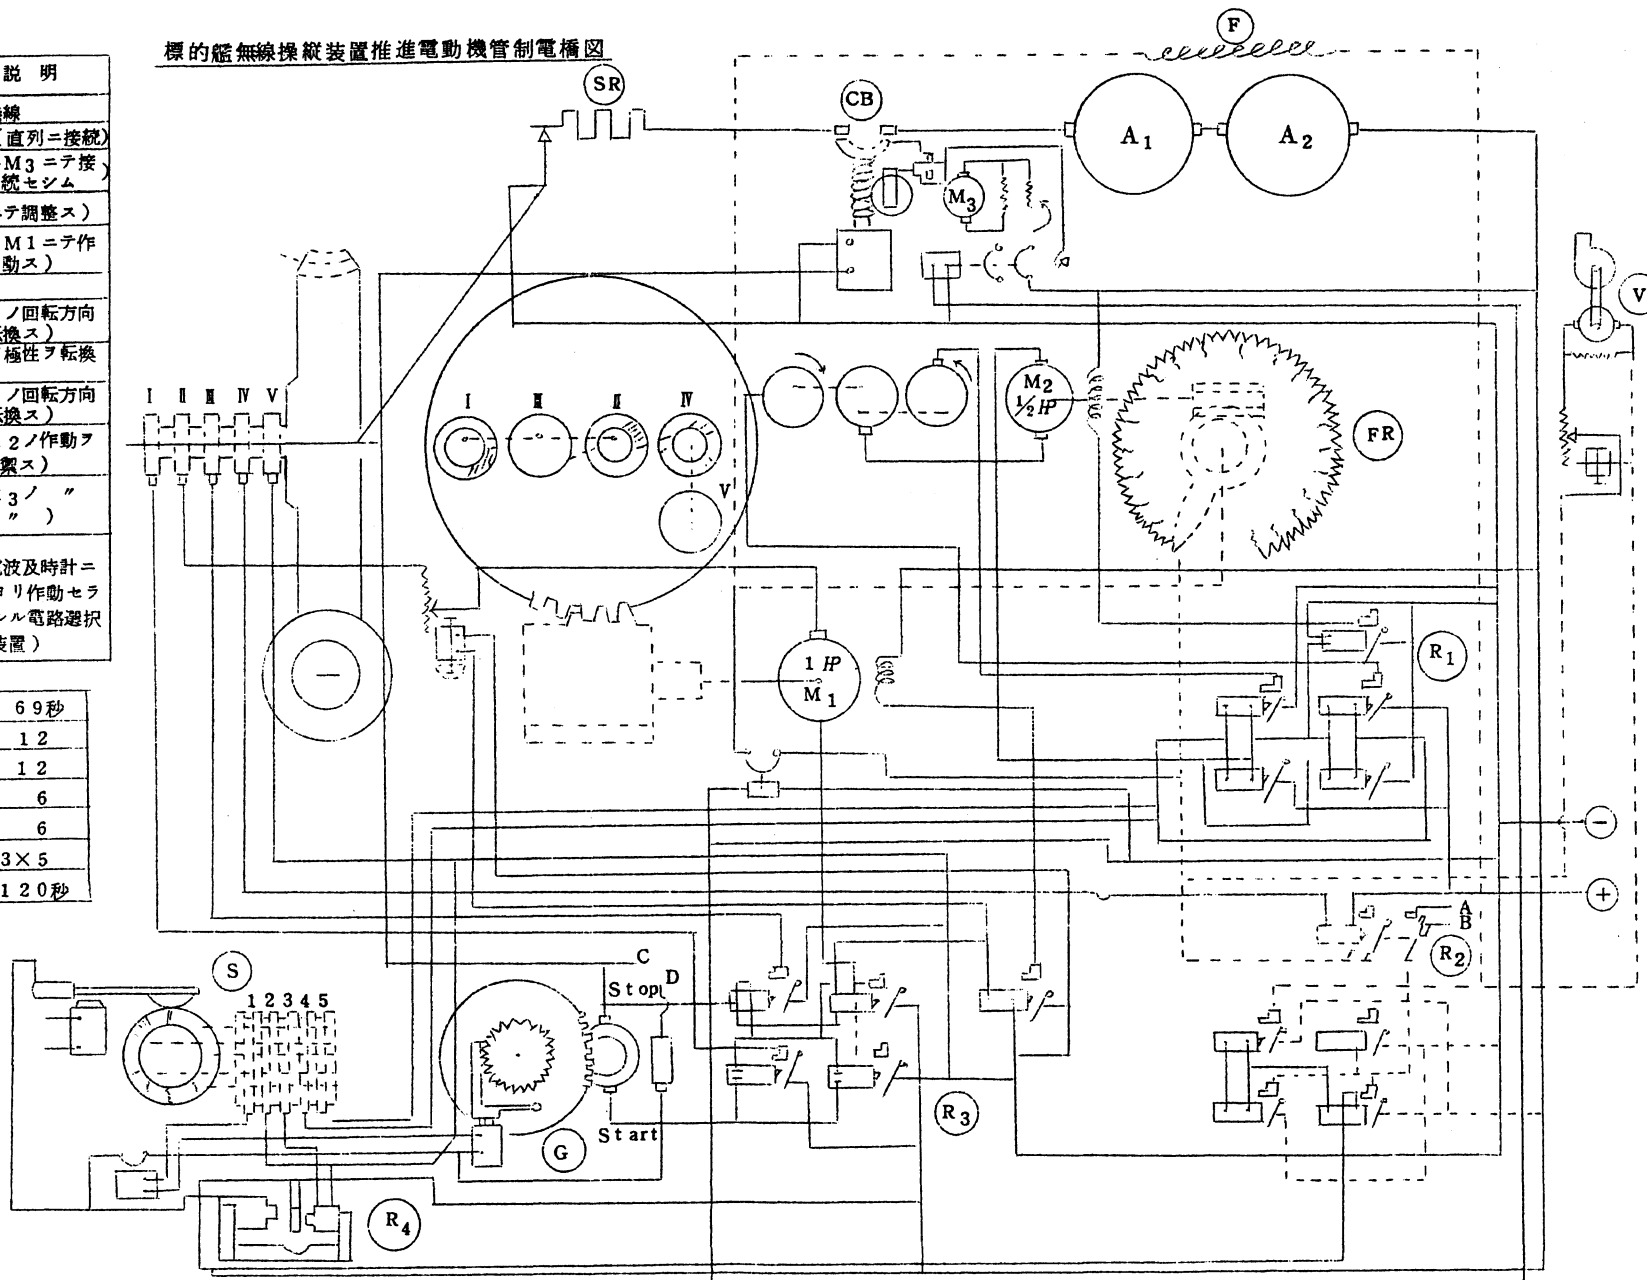 標的艦無線操縦装置推進電動機管制電橋図
説明
線
直列ニ接続)
M3ニテ接
続セシム )
テ調整ス)
M1ニテ作
動ス)
ノ回転方向
換ス)
極性ヲ転換
ノ回転方向
換ス)
2ノ作動ヲ
ス)
3ノ 〃
〃 )
波及時計ニ
ヨリ作動セラ
ル電路選択
装置)
69秒
12
12
6
6
3×5
120秒
F
SR
CB
A1
A2
M3
V
I II III IV V
I III II IV
V
M2
1/2 HP
FR
1 HP
M1
R1
−
+
A
B
R2
C
D
Stop
Start
S
1 2 3 4 5
G
R3
R4